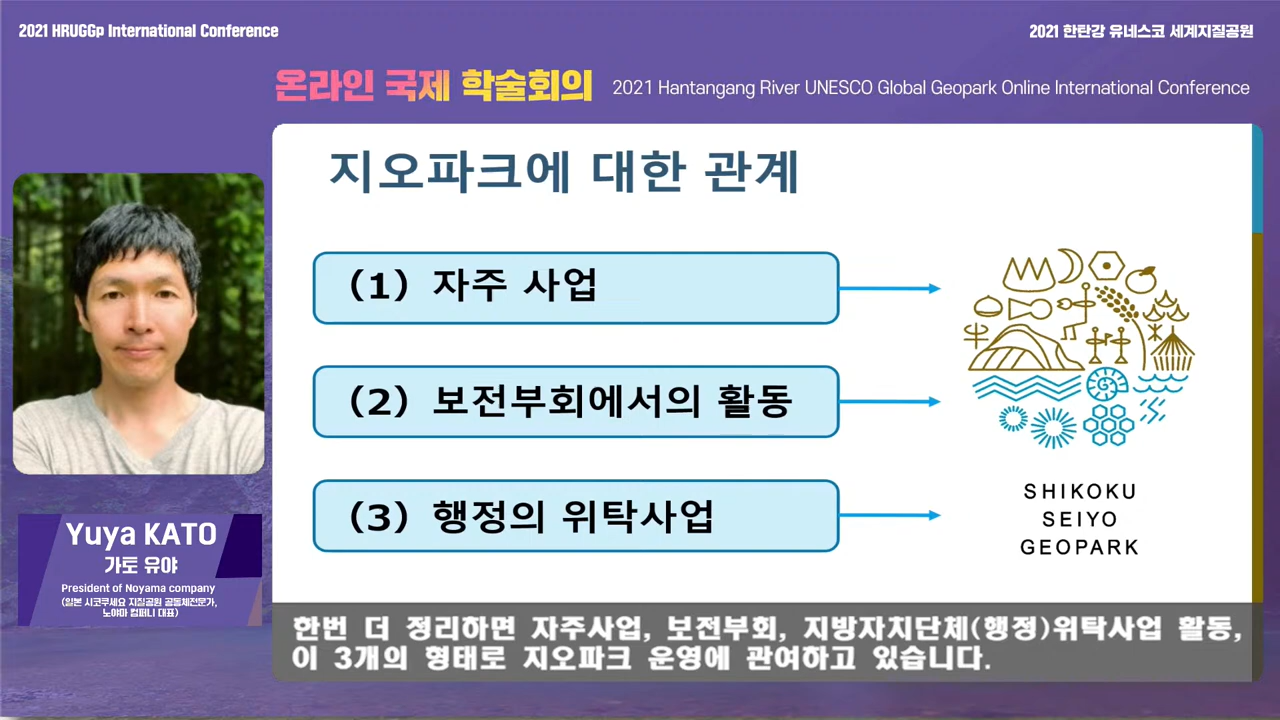 2021 HRUGGp International Conference
2021 한탄강 유네스코 세계지질공원
온라인 국제 학술회의 2021 Hantangang River UNESCO Global Geopark Online International Conference
지오파크에 대한 관계
(1) 자주 사업
(2) 보전부회에서의 활동
(3) 행정의 위탁사업
SHIKOKU
SEIYO
GEOPARK
Yuya KATO
가토 유야
President of Noyama company
(일본 시코쿠세요 지질공원 공동체전문가,
노야마 컴퍼니 대표)
한번 더 정리하면 자주사업, 보전부회, 지방자치단체(행정)위탁사업 활동,
이 3개의 형태로 지오파크 운영에 관여하고 있습니다.